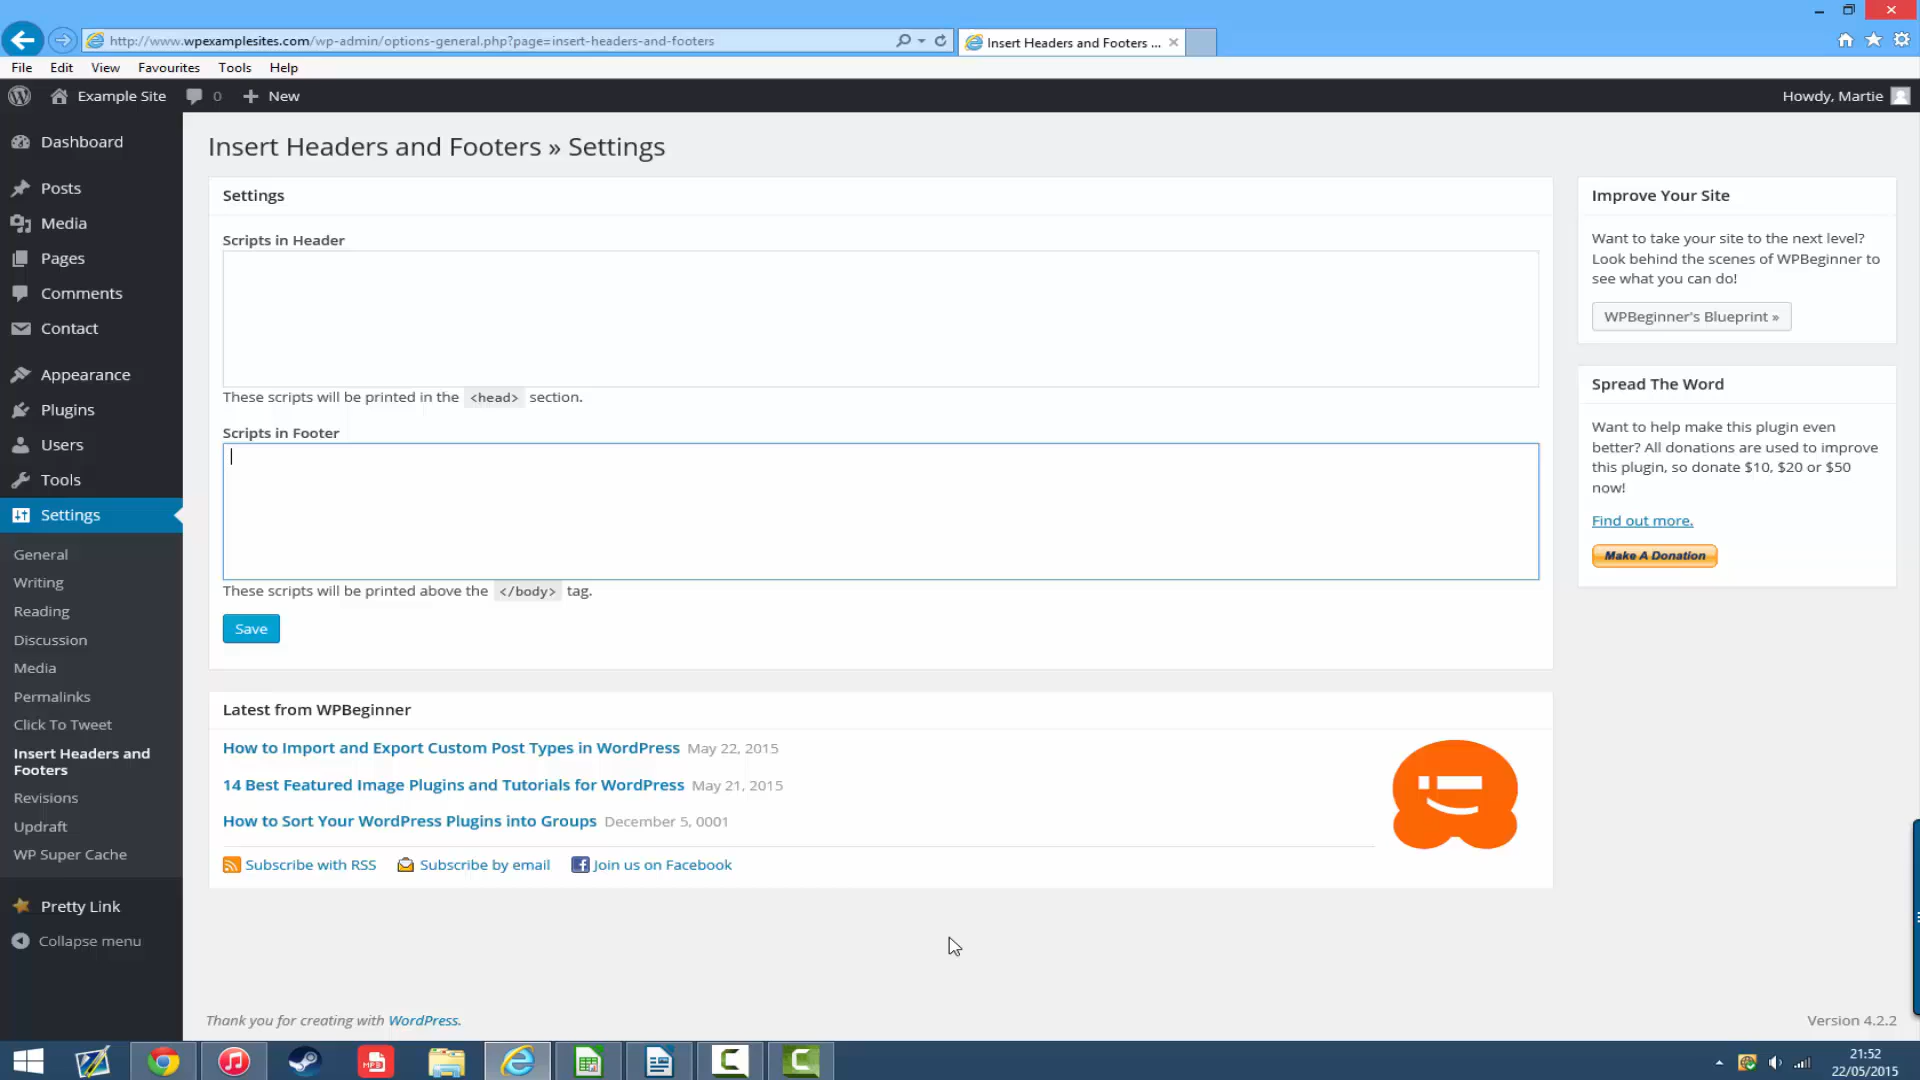 http://www.wpexamplesites.com/wp-admin/options-general.php?page=insert-headers-and-footers
Insert Headers and Footers ...
File Edit View Favourites Tools Help
Example Site 0 New
Howdy, Martie
Dashboard
Posts
Media
Pages
Comments
Contact
Appearance
Plugins
Users
Tools
Settings
General
Writing
Reading
Discussion
Media
Permalinks
Click To Tweet
Insert Headers and
Footers
Revisions
Updraft
WP Super Cache
Pretty Link
Collapse menu
Insert Headers and Footers » Settings
Settings
Scripts in Header
These scripts will be printed in the <head> section.
Scripts in Footer
These scripts will be printed above the </body> tag.
Save
Latest from WPBeginner
How to Import and Export Custom Post Types in WordPress May 22, 2015
14 Best Featured Image Plugins and Tutorials for WordPress May 21, 2015
How to Sort Your WordPress Plugins into Groups December 5, 0001
Subscribe with RSS Subscribe by email Join us on Facebook
Improve Your Site
Want to take your site to the next level?
Look behind the scenes of WPBeginner to
see what you can do!
WPBeginner's Blueprint »
Spread The Word
Want to help make this plugin even
better? All donations are used to improve
this plugin, so donate $10, $20 or $50
now!
Find out more.
Make A Donation
Thank you for creating with WordPress.
Version 4.2.2
21:52
22/05/2015